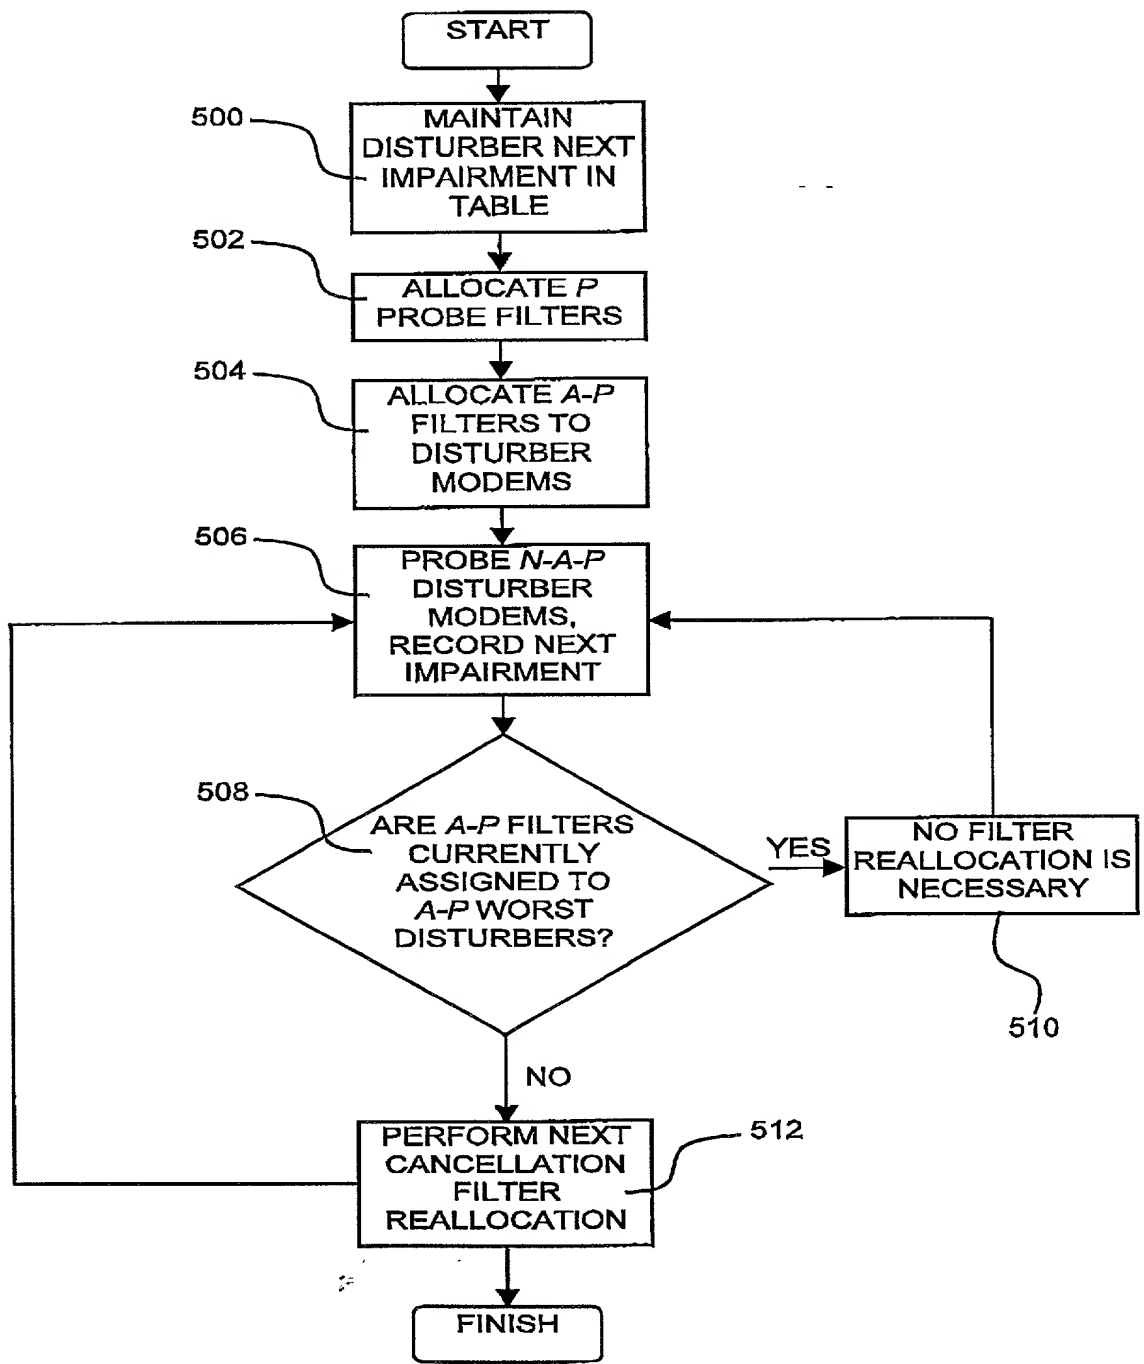 START
500
MAINTAIN
DISTURBER NEXT
IMPAIRMENT IN
TABLE
502
ALLOCATE P
PROBE FILTERS
504
ALLOCATE A-P
FILTERS TO
DISTURBER
MODEMS
506
PROBE N-A-P
DISTURBER
MODEMS,
RECORD NEXT
IMPAIRMENT
508
ARE A-P FILTERS
CURRENTLY
ASSIGNED TO
A-P WORST
DISTURBERS?
YES
NO FILTER
REALLOCATION IS
NECESSARY
510
NO
PERFORM NEXT
CANCELLATION
FILTER
REALLOCATION
512
FINISH